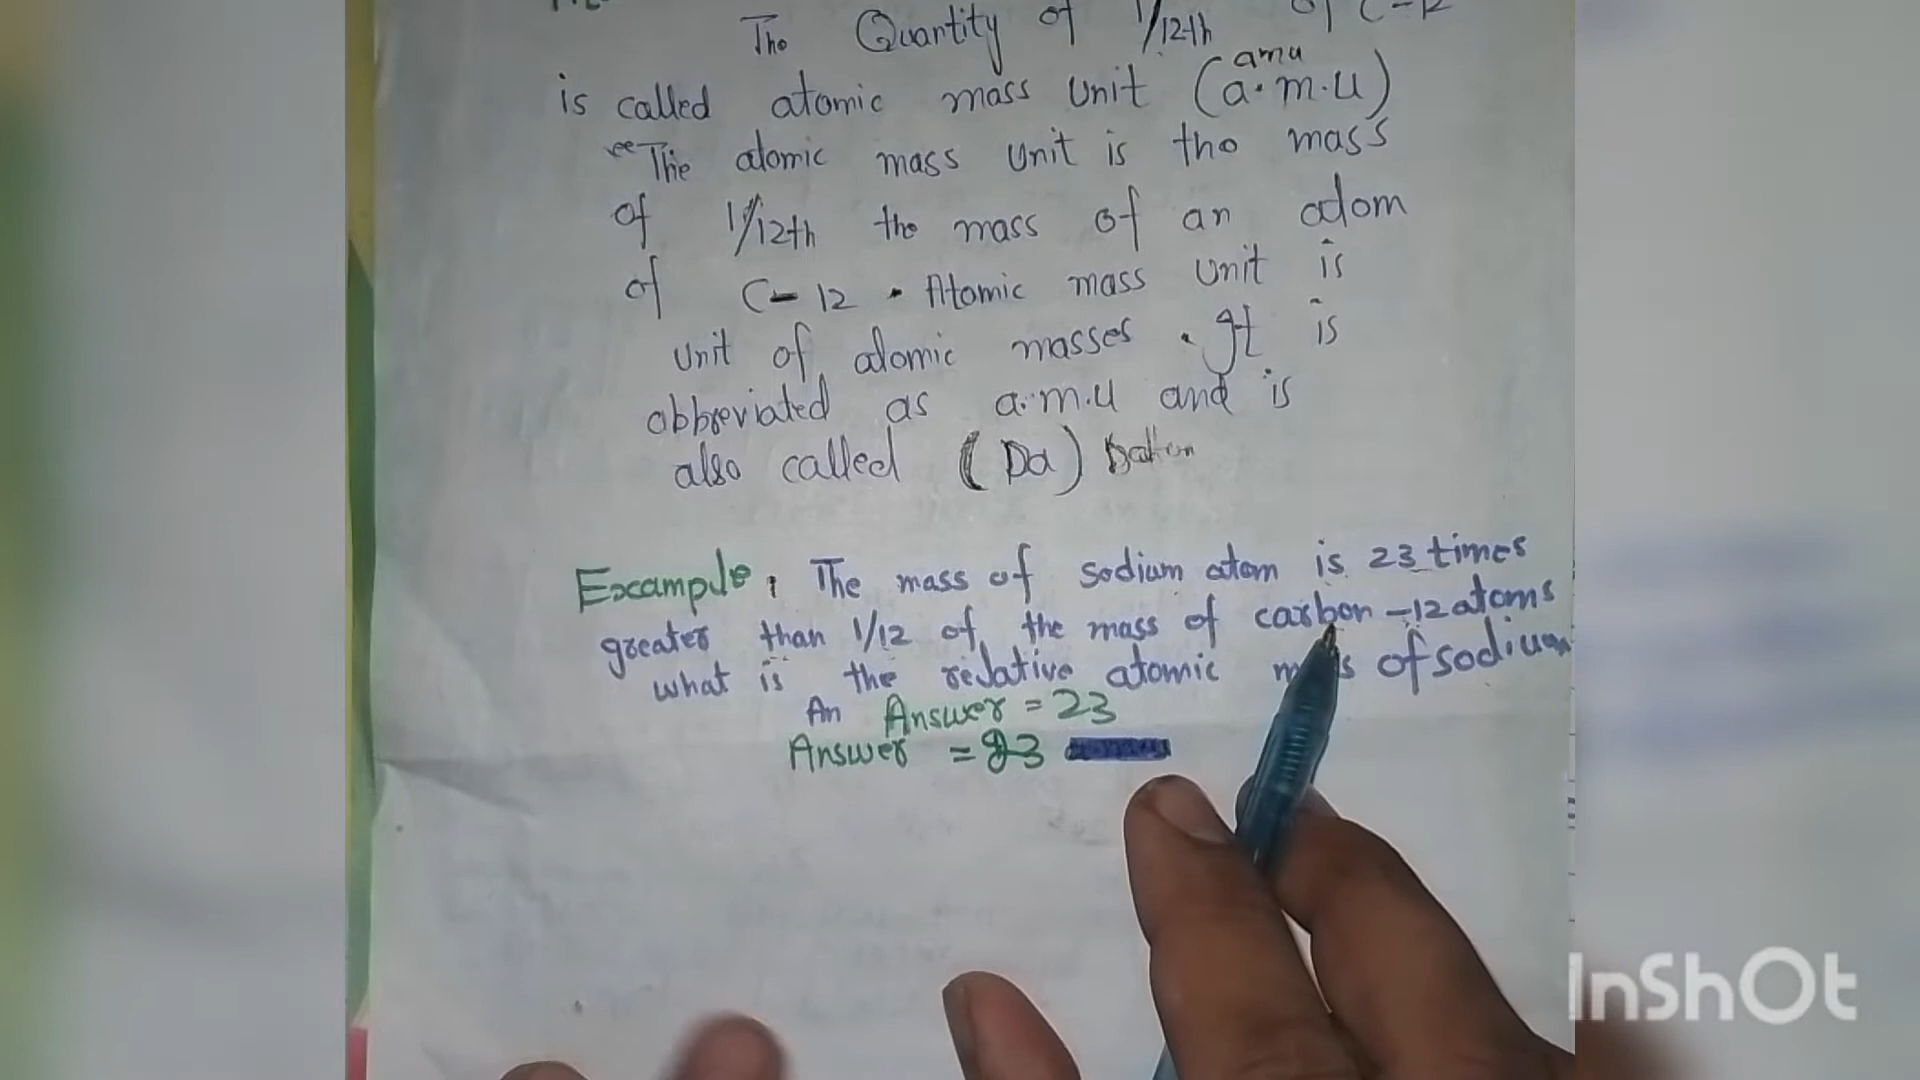 The Quantity of 1/12th of C-12
amu
is called atomic mass Unit (a.m.u)
"The atomic mass Unit is the mass
of 1/12th the mass of an atom
of C-12. Atomic mass Unit is
Unit of atomic masses. It is
abbreviated as a.m.u and is
also called (Da) Dalton
Example: The mass of sodium atom is 23 times
greater than 1/12 of the mass of carbon-12 atoms
what is the relative atomic of sodium
An Answer = 23
Answer = 23
InShOt